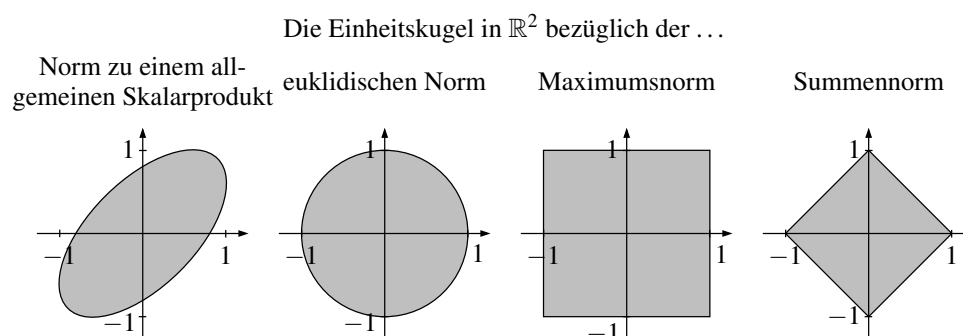 Die Einheitskugel in ℝ² bezüglich der …
Norm zu einem all-
gemeinen Skalarprodukt
euklidischen Norm
Maximumsnorm
Summennorm
1
−1
1
−1
1
−1
1
−1
1
−1
1
−1
1
−1
1
−1